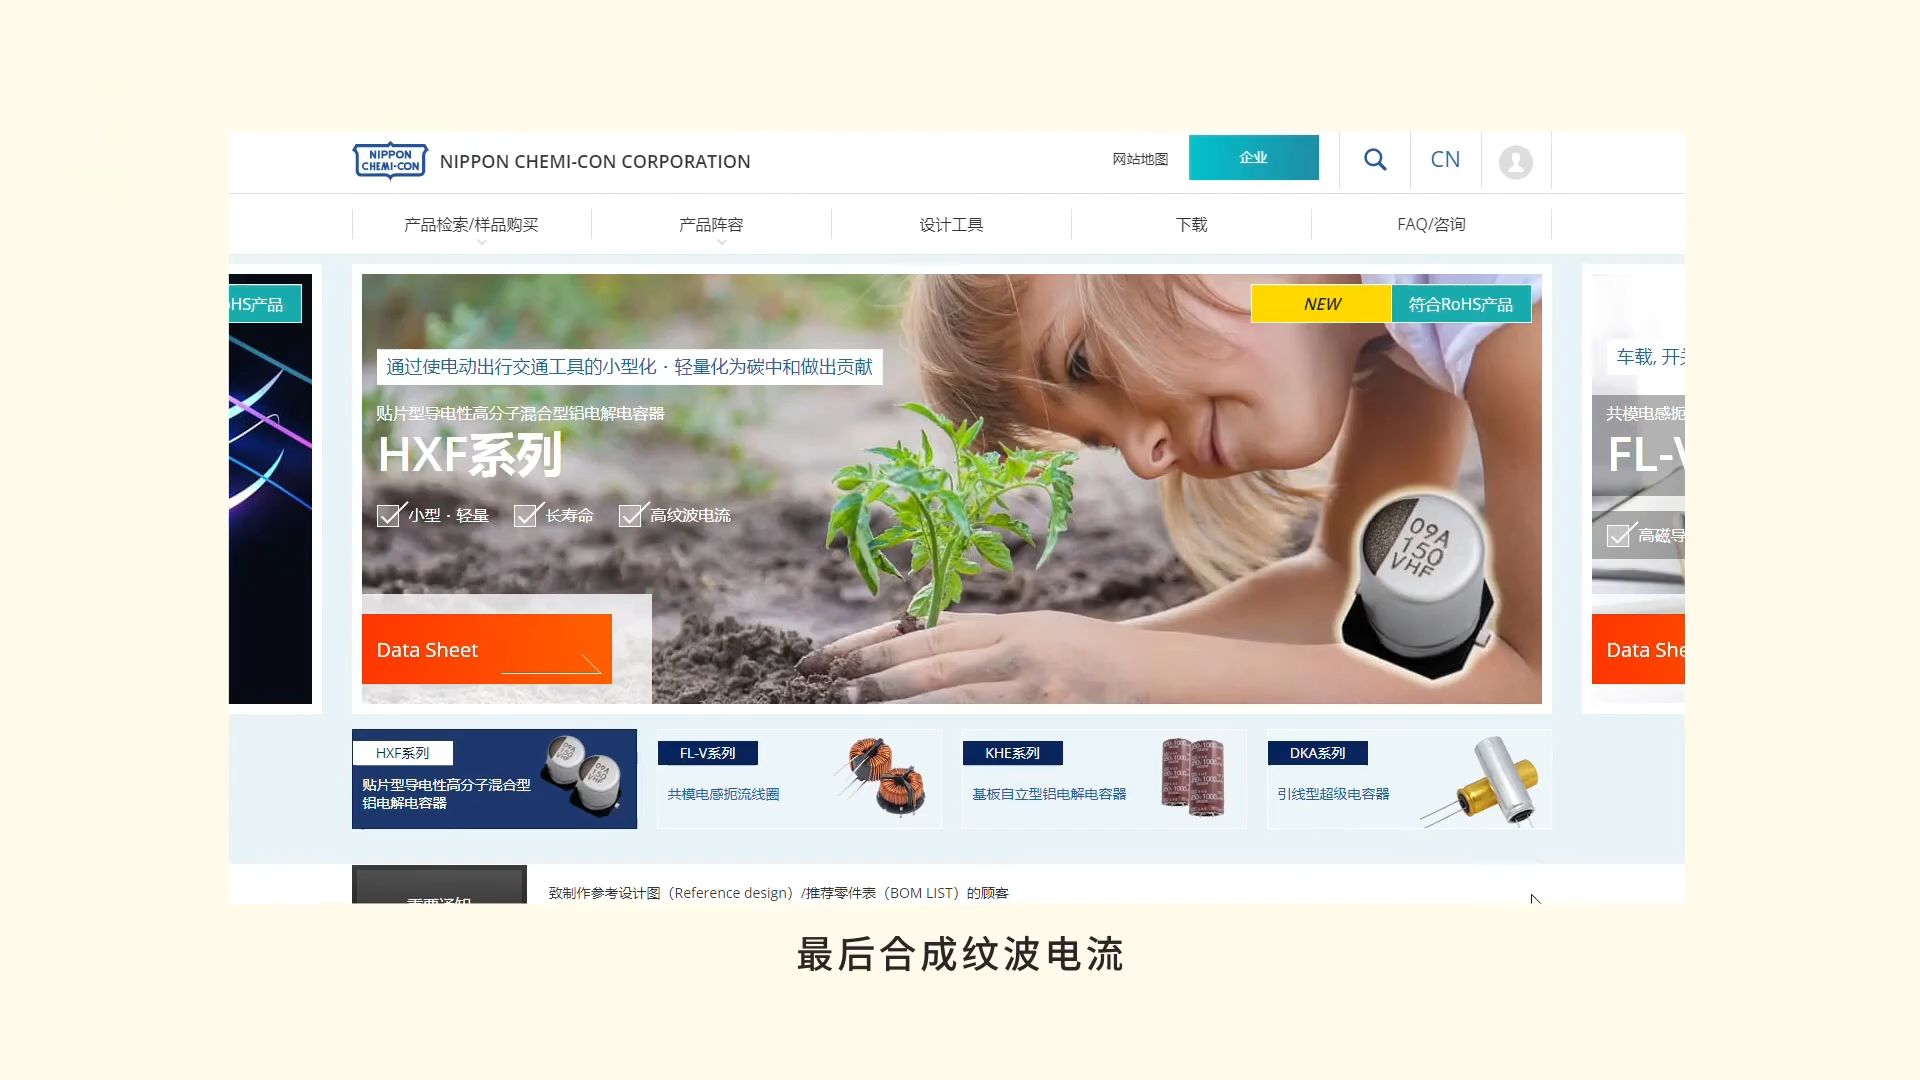 NIPPON
CHEMI-CON
NIPPON CHEMI-CON CORPORATION
网站地图
企业
CN
产品检索/样品购买
产品阵容
设计工具
下载
FAQ/咨询
HS产品
NEW
符合RoHS产品
通过使电动出行交通工具的小型化・轻量化为碳中和做出贡献
贴片型导电性高分子混合型铝电解电容器
HXF系列
小型・轻量
长寿命
高纹波电流
Data Sheet
09A
150
VHF
车载, 开
共模电感扼
FL-V
高磁导
Data She
HXF系列
贴片型导电性高分子混合型
铝电解电容器
FL-V系列
共模电感扼流线圈
KHE系列
基板自立型铝电解电容器
DKA系列
引线型超级电容器
重要通知
致制作参考设计图（Reference design）/推荐零件表（BOM LIST）的顾客
最后合成纹波电流